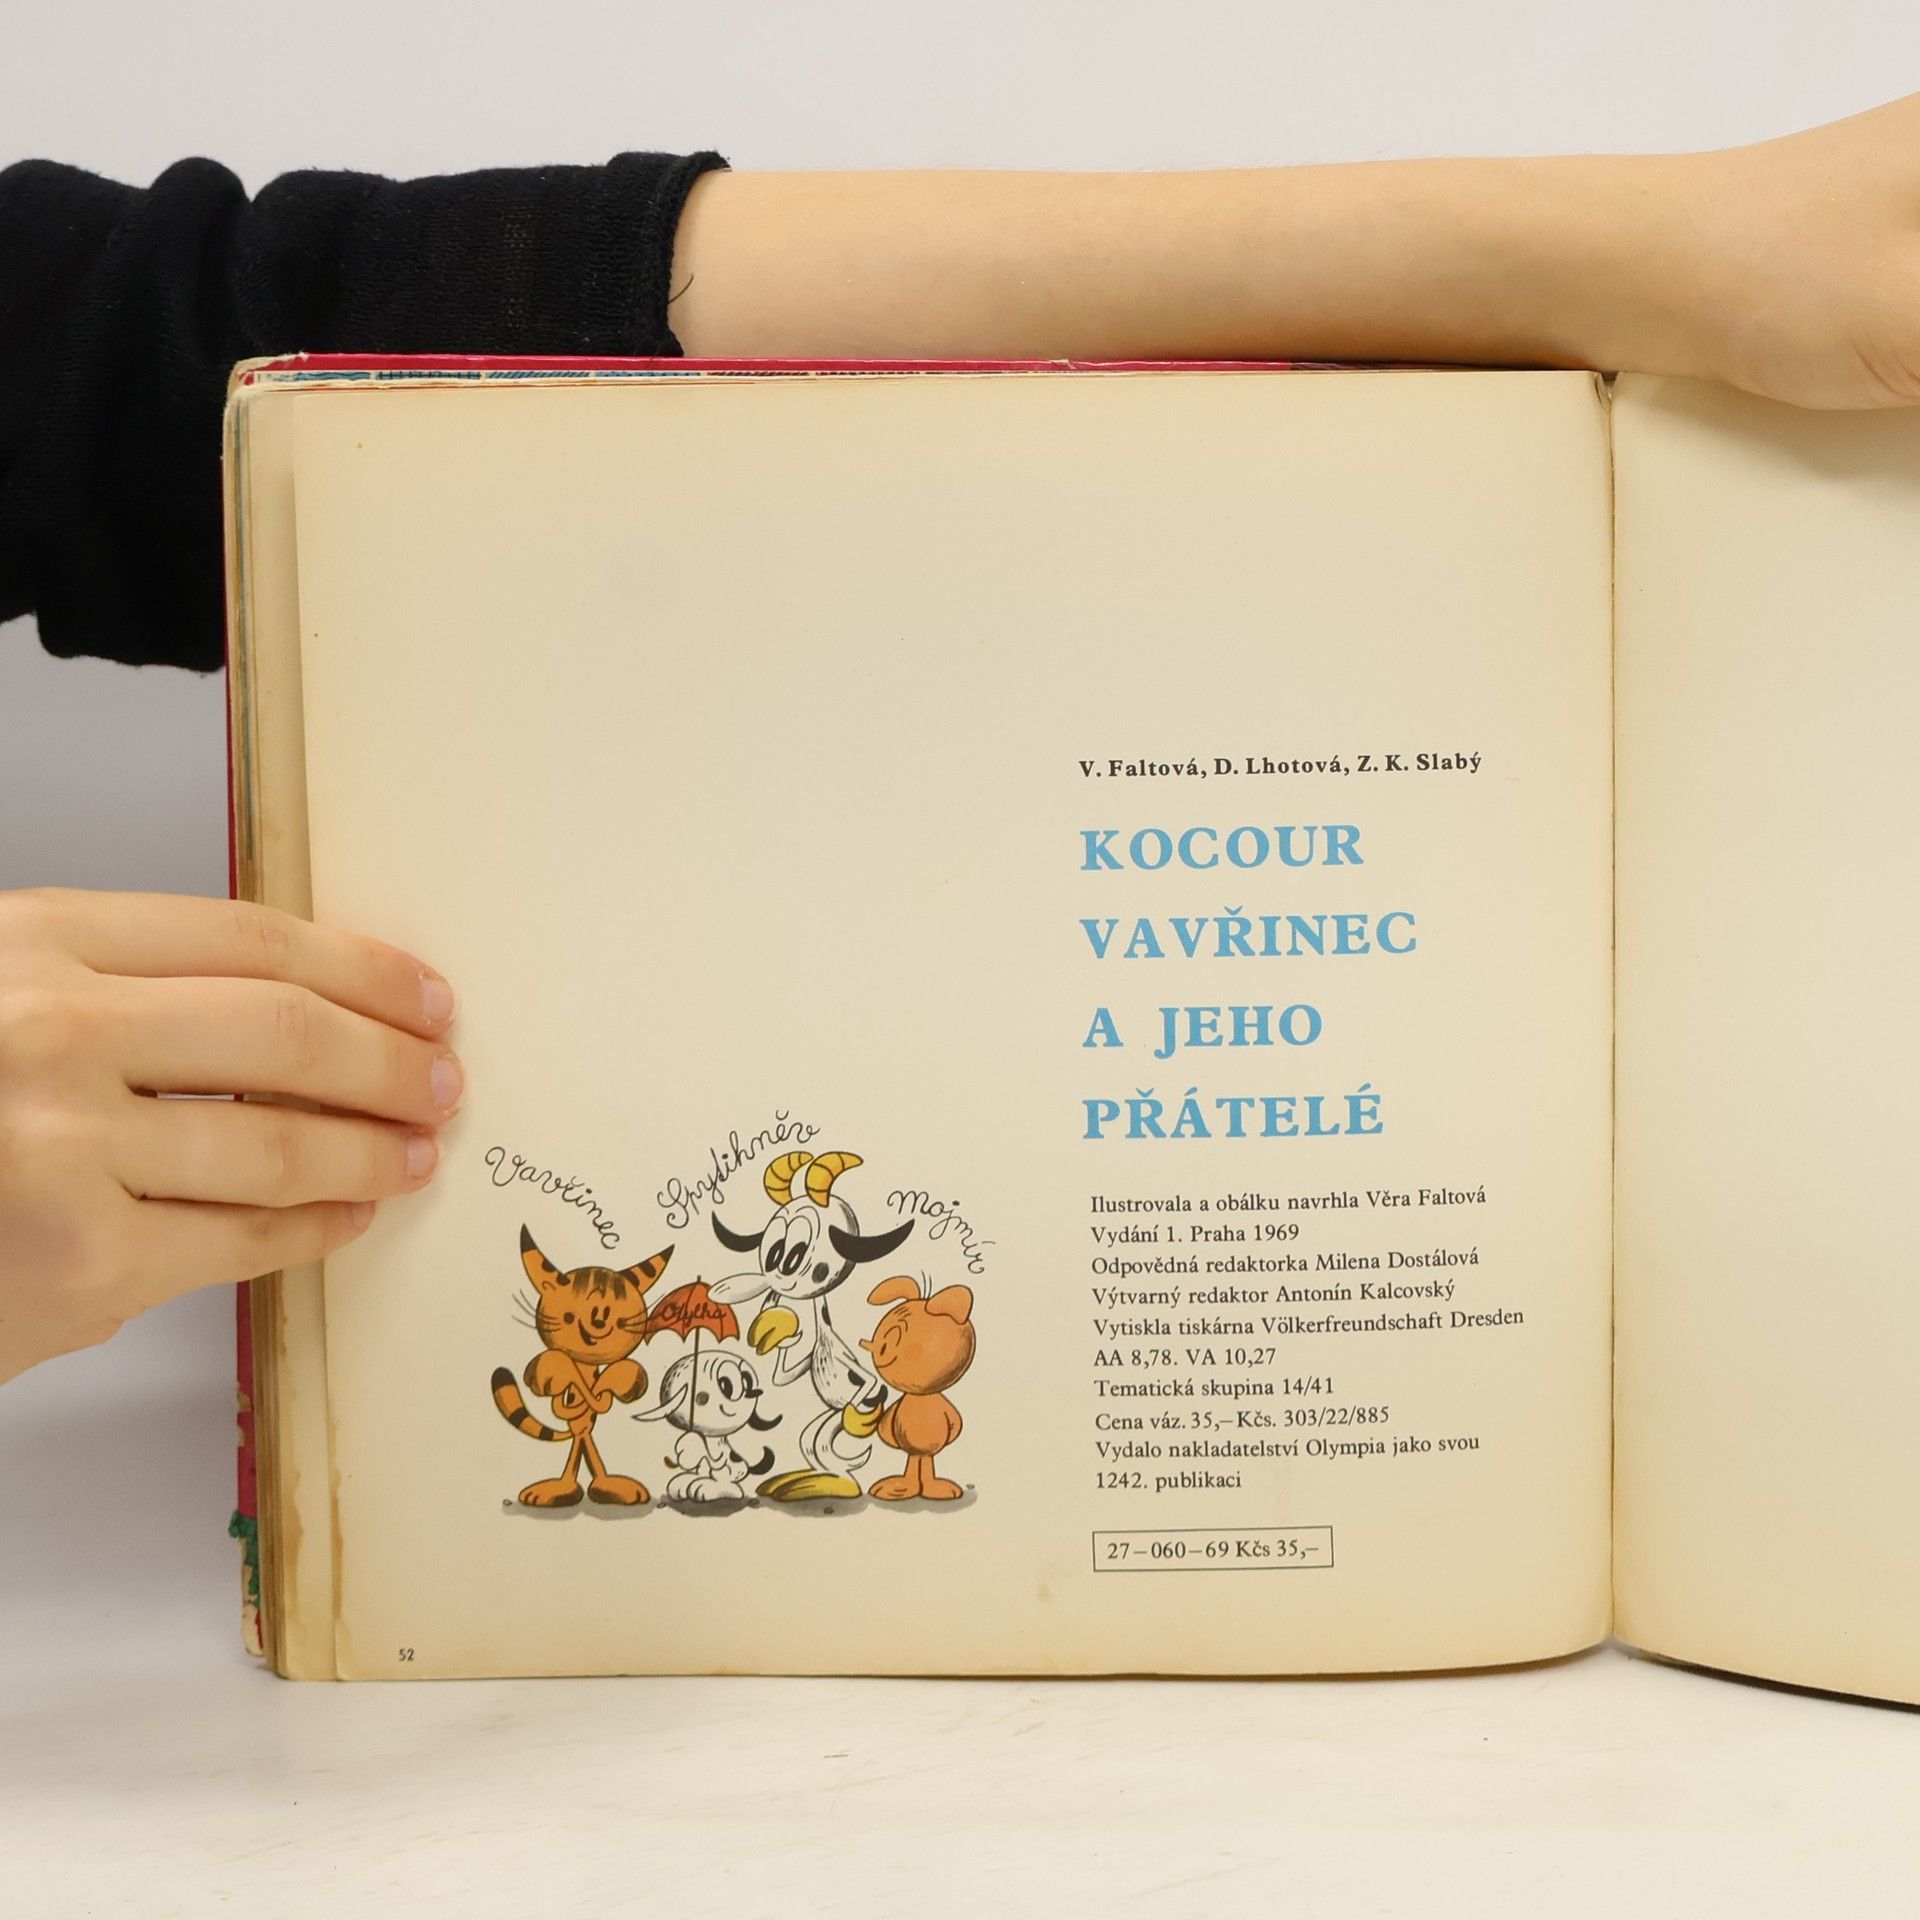 V. Faltová, D. Lhotová, Z. K. Slabý
KOCOUR
VAVŘINEC
A JEHO
PŘÁTELÉ
Vavřinec
Spytihněv
Mojmír
Otylka
Ilustrovala a obálku navrhla Věra Faltová
Vydání 1. Praha 1969
Odpovědná redaktorka Milena Dostálová
Výtvarný redaktor Antonín Kalcovský
Vytiskla tiskárna Völkerfreundschaft Dresden
AA 8,78. VA 10,27
Tematická skupina 14/41
Cena váz. 35,– Kčs. 303/22/885
Vydalo nakladatelství Olympia jako svou
1242. publikaci
27–060–69 Kčs 35,–
52